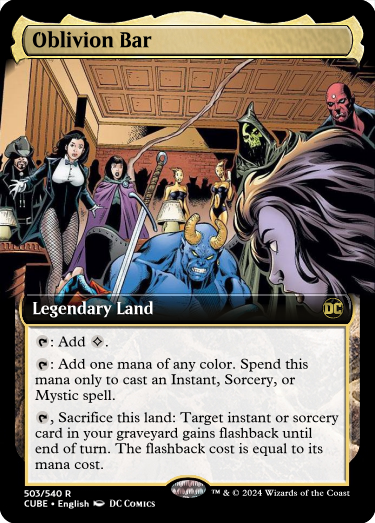 Oblivion Bar
Legendary Land
DC
: Add .
: Add one mana of any color. Spend this
mana only to cast an Instant, Sorcery, or
Mystic spell.
, Sacrifice this land: Target instant or sorcery
card in your graveyard gains flashback until
end of turn. The flashback cost is equal to its
mana cost.
503/540 R
CUBE • English DC COMICS
™ & © 2024 Wizards of the Coast